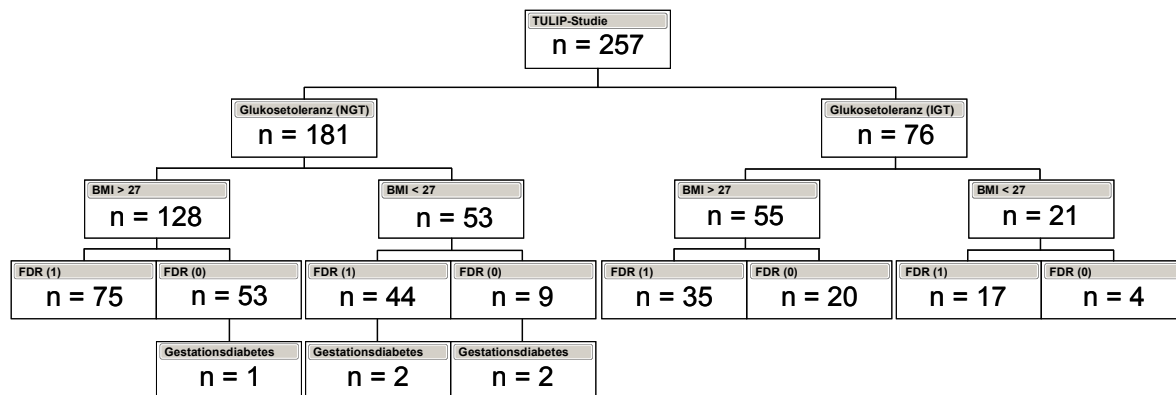 TULIP-Studie
n = 257
Glukosetoleranz (NGT)
n = 181
Glukosetoleranz (IGT)
n = 76
BMI > 27
n = 128
BMI < 27
n = 53
BMI > 27
n = 55
BMI < 27
n = 21
FDR (1)
n = 75
FDR (0)
n = 53
FDR (1)
n = 44
FDR (0)
n = 9
FDR (1)
n = 35
FDR (0)
n = 20
FDR (1)
n = 17
FDR (0)
n = 4
Gestationsdiabetes
n = 1
Gestationsdiabetes
n = 2
Gestationsdiabetes
n = 2